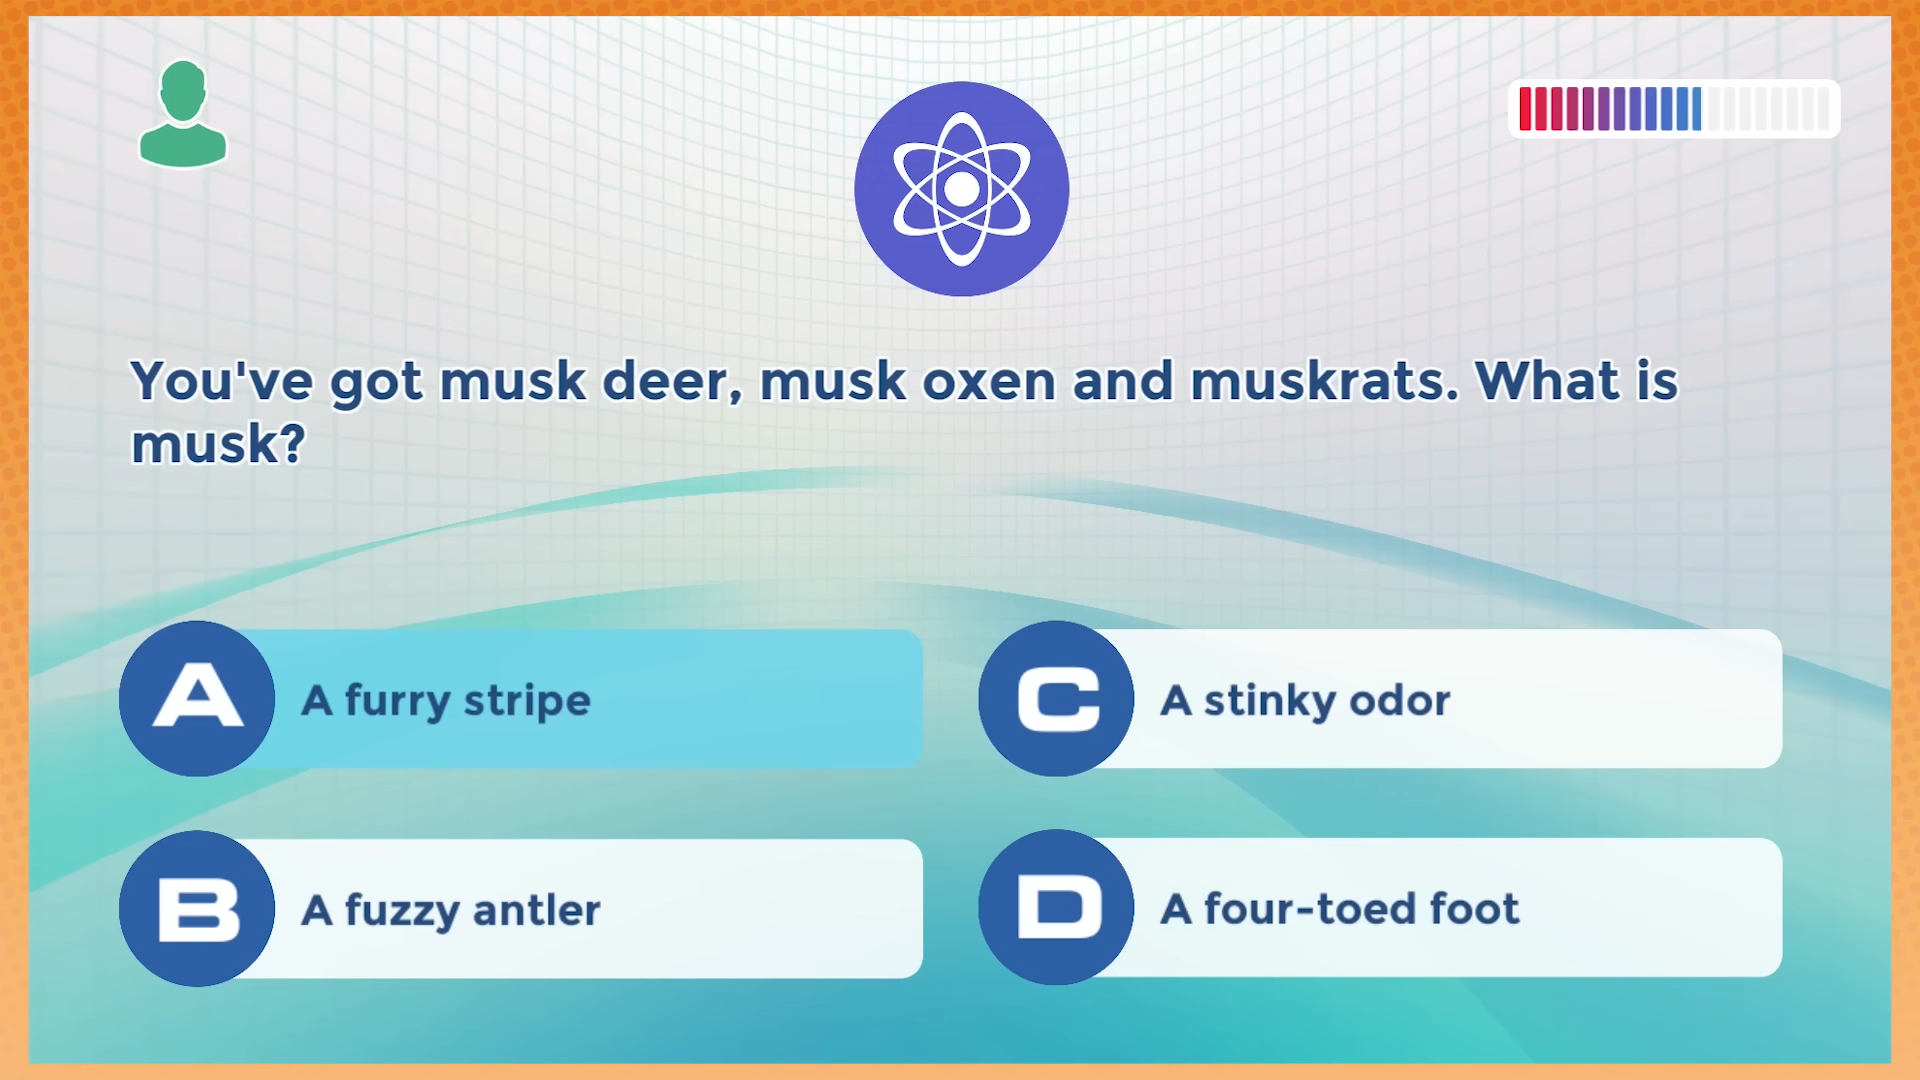 You've got musk deer, musk oxen and muskrats. What is
musk?
A A furry stripe
B A fuzzy antler
C A stinky odor
D A four-toed foot